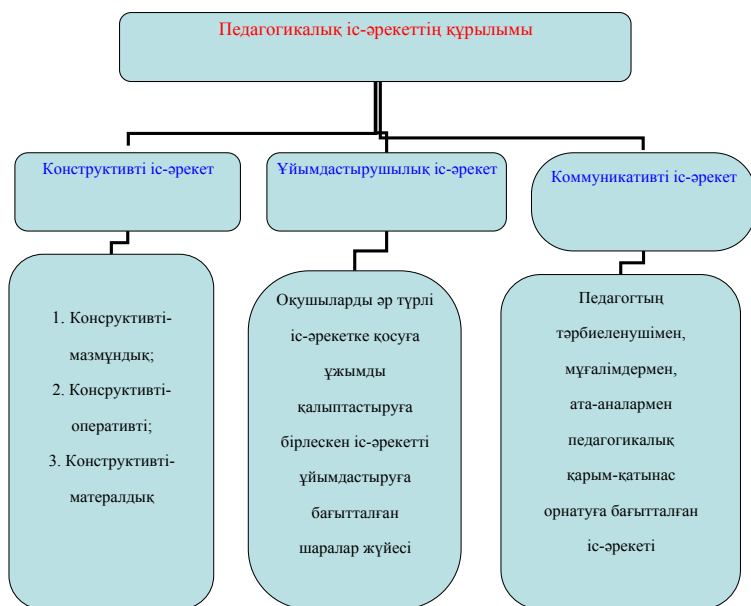 Педагогикалық іс-әрекеттің құрылымы
Конструктивті іс-әрекет
Ұйымдастырушылық іс-әрекет
Коммуникативті іс-әрекет
1. Консруктивті-
мазмұндық;
2. Консруктивті-
оперативті;
3. Конструктивті-
матералдық
Оқушыларды әр түрлі
іс-әрекетке қосуға
ұжымды
қалыптастыруға
бірлескен іс-әрекетті
ұйымдастыруға
бағытталған
шаралар жүйесі
Педагогтың
тәрбиеленушімен,
мұғалімдермен,
ата-аналармен
педагогикалық
қарым-қатынас
орнатуға бағытталған
іс-әрекеті